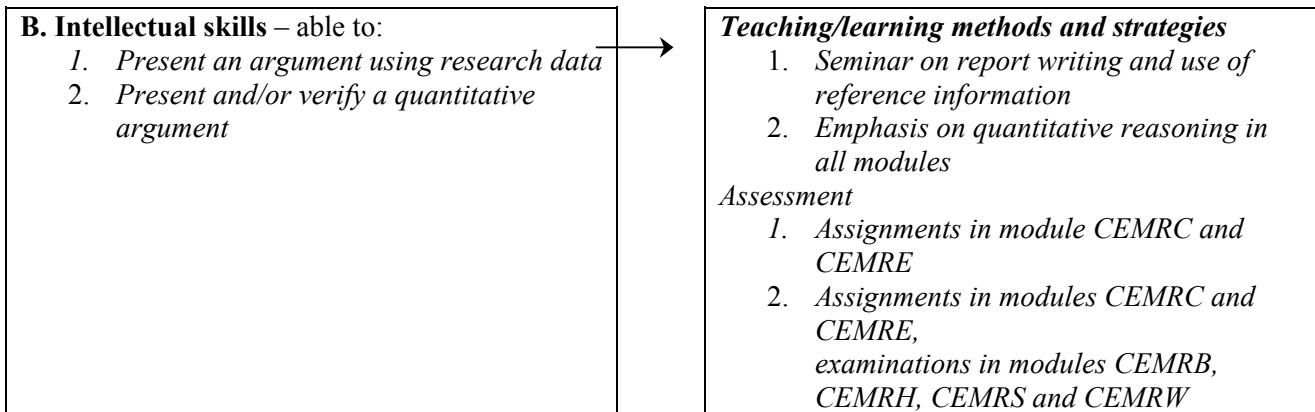 B. Intellectual skills – able to:
1. Present an argument using research data
2. Present and/or verify a quantitative
argument
Teaching/learning methods and strategies
1. Seminar on report writing and use of
reference information
2. Emphasis on quantitative reasoning in
all modules
Assessment
1. Assignments in module CEMRC and
CEMRE
2. Assignments in modules CEMRC and
CEMRE,
examinations in modules CEMRB,
CEMRH, CEMRS and CEMRW